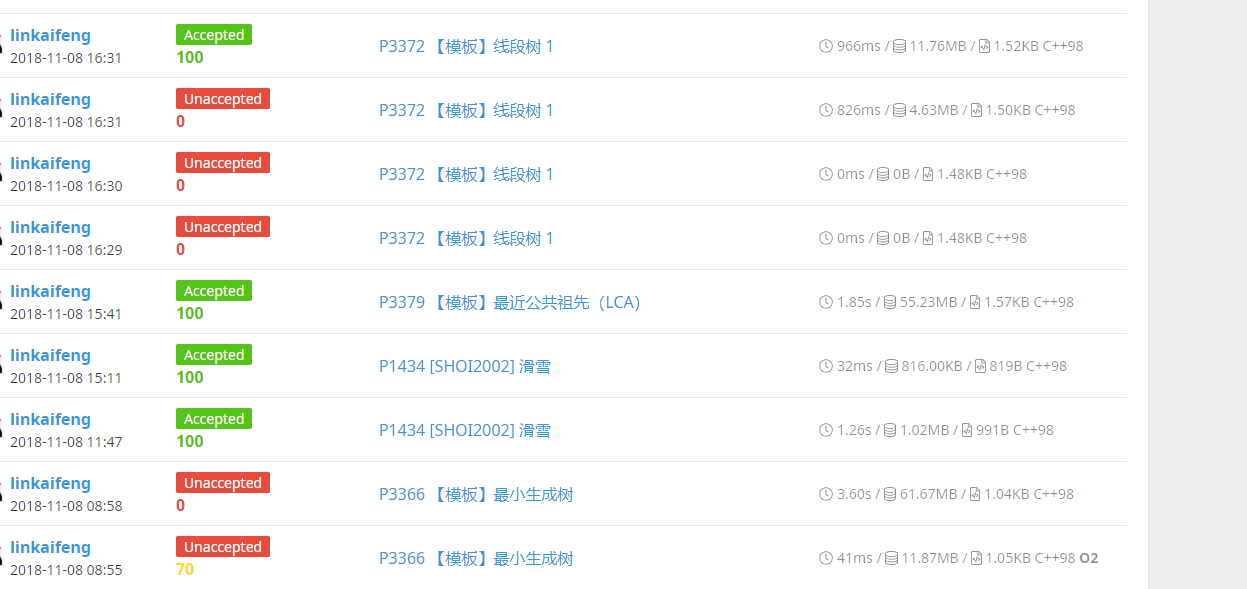 linkaifeng Accepted
P3372 【模板】线段树 1 966ms / 11.76MB / 1.52KB C++98
2018-11-08 16:31 100
linkaifeng Unaccepted
P3372 【模板】线段树 1 826ms / 4.63MB / 1.50KB C++98
2018-11-08 16:31 0
linkaifeng Unaccepted
P3372 【模板】线段树 1 0ms / 0B / 1.48KB C++98
2018-11-08 16:30 0
linkaifeng Unaccepted
P3372 【模板】线段树 1 0ms / 0B / 1.48KB C++98
2018-11-08 16:29 0
linkaifeng Accepted
P3379 【模板】最近公共祖先（LCA） 1.85s / 55.23MB / 1.57KB C++98
2018-11-08 15:41 100
linkaifeng Accepted
P1434 [SHOI2002] 滑雪 32ms / 816.00KB / 819B C++98
2018-11-08 15:11 100
linkaifeng Accepted
P1434 [SHOI2002] 滑雪 1.26s / 1.02MB / 991B C++98
2018-11-08 11:47 100
linkaifeng Unaccepted
P3366 【模板】最小生成树 3.60s / 61.67MB / 1.04KB C++98
2018-11-08 08:58 0
linkaifeng Unaccepted
P3366 【模板】最小生成树 41ms / 11.87MB / 1.05KB C++98 O2
2018-11-08 08:55 70